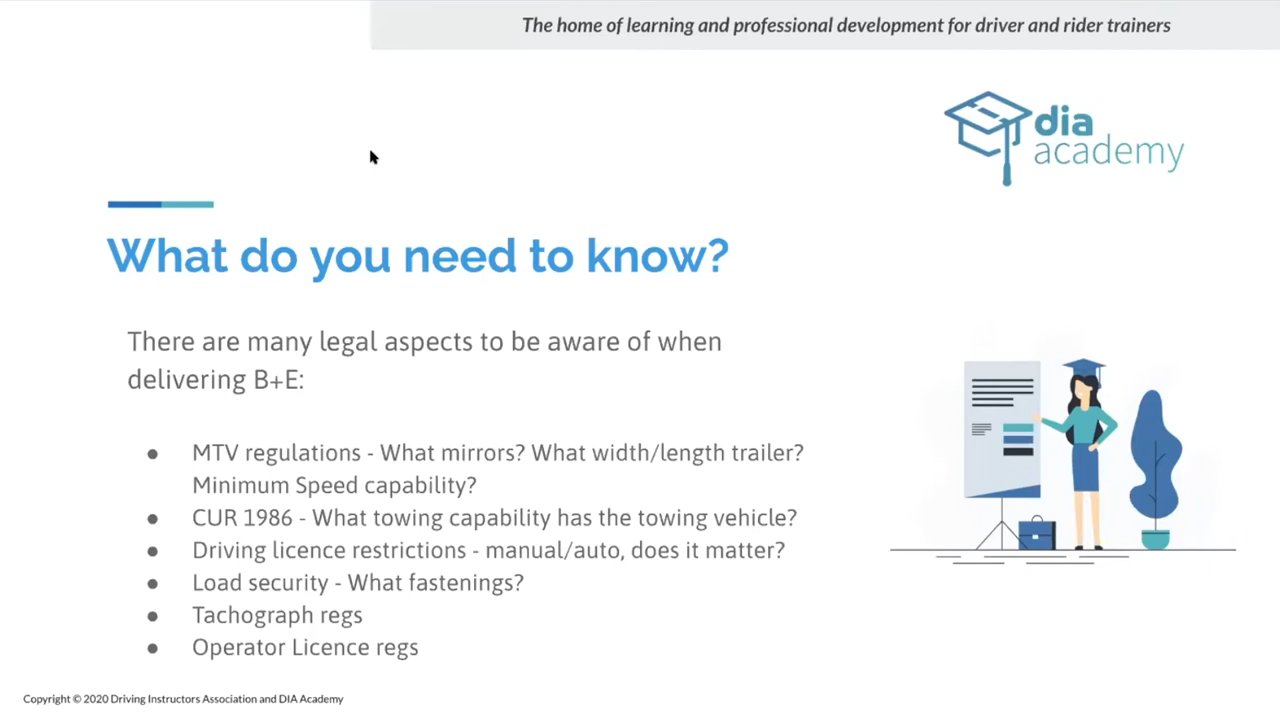 The home of learning and professional development for driver and rider trainers
dia
academy
What do you need to know?
There are many legal aspects to be aware of when
delivering B+E:
● MTV regulations - What mirrors? What width/length trailer?
Minimum Speed capability?
● CUR 1986 - What towing capability has the towing vehicle?
● Driving licence restrictions - manual/auto, does it matter?
● Load security - What fastenings?
● Tachograph regs
● Operator Licence regs
Copyright © 2020 Driving Instructors Association and DIA Academy